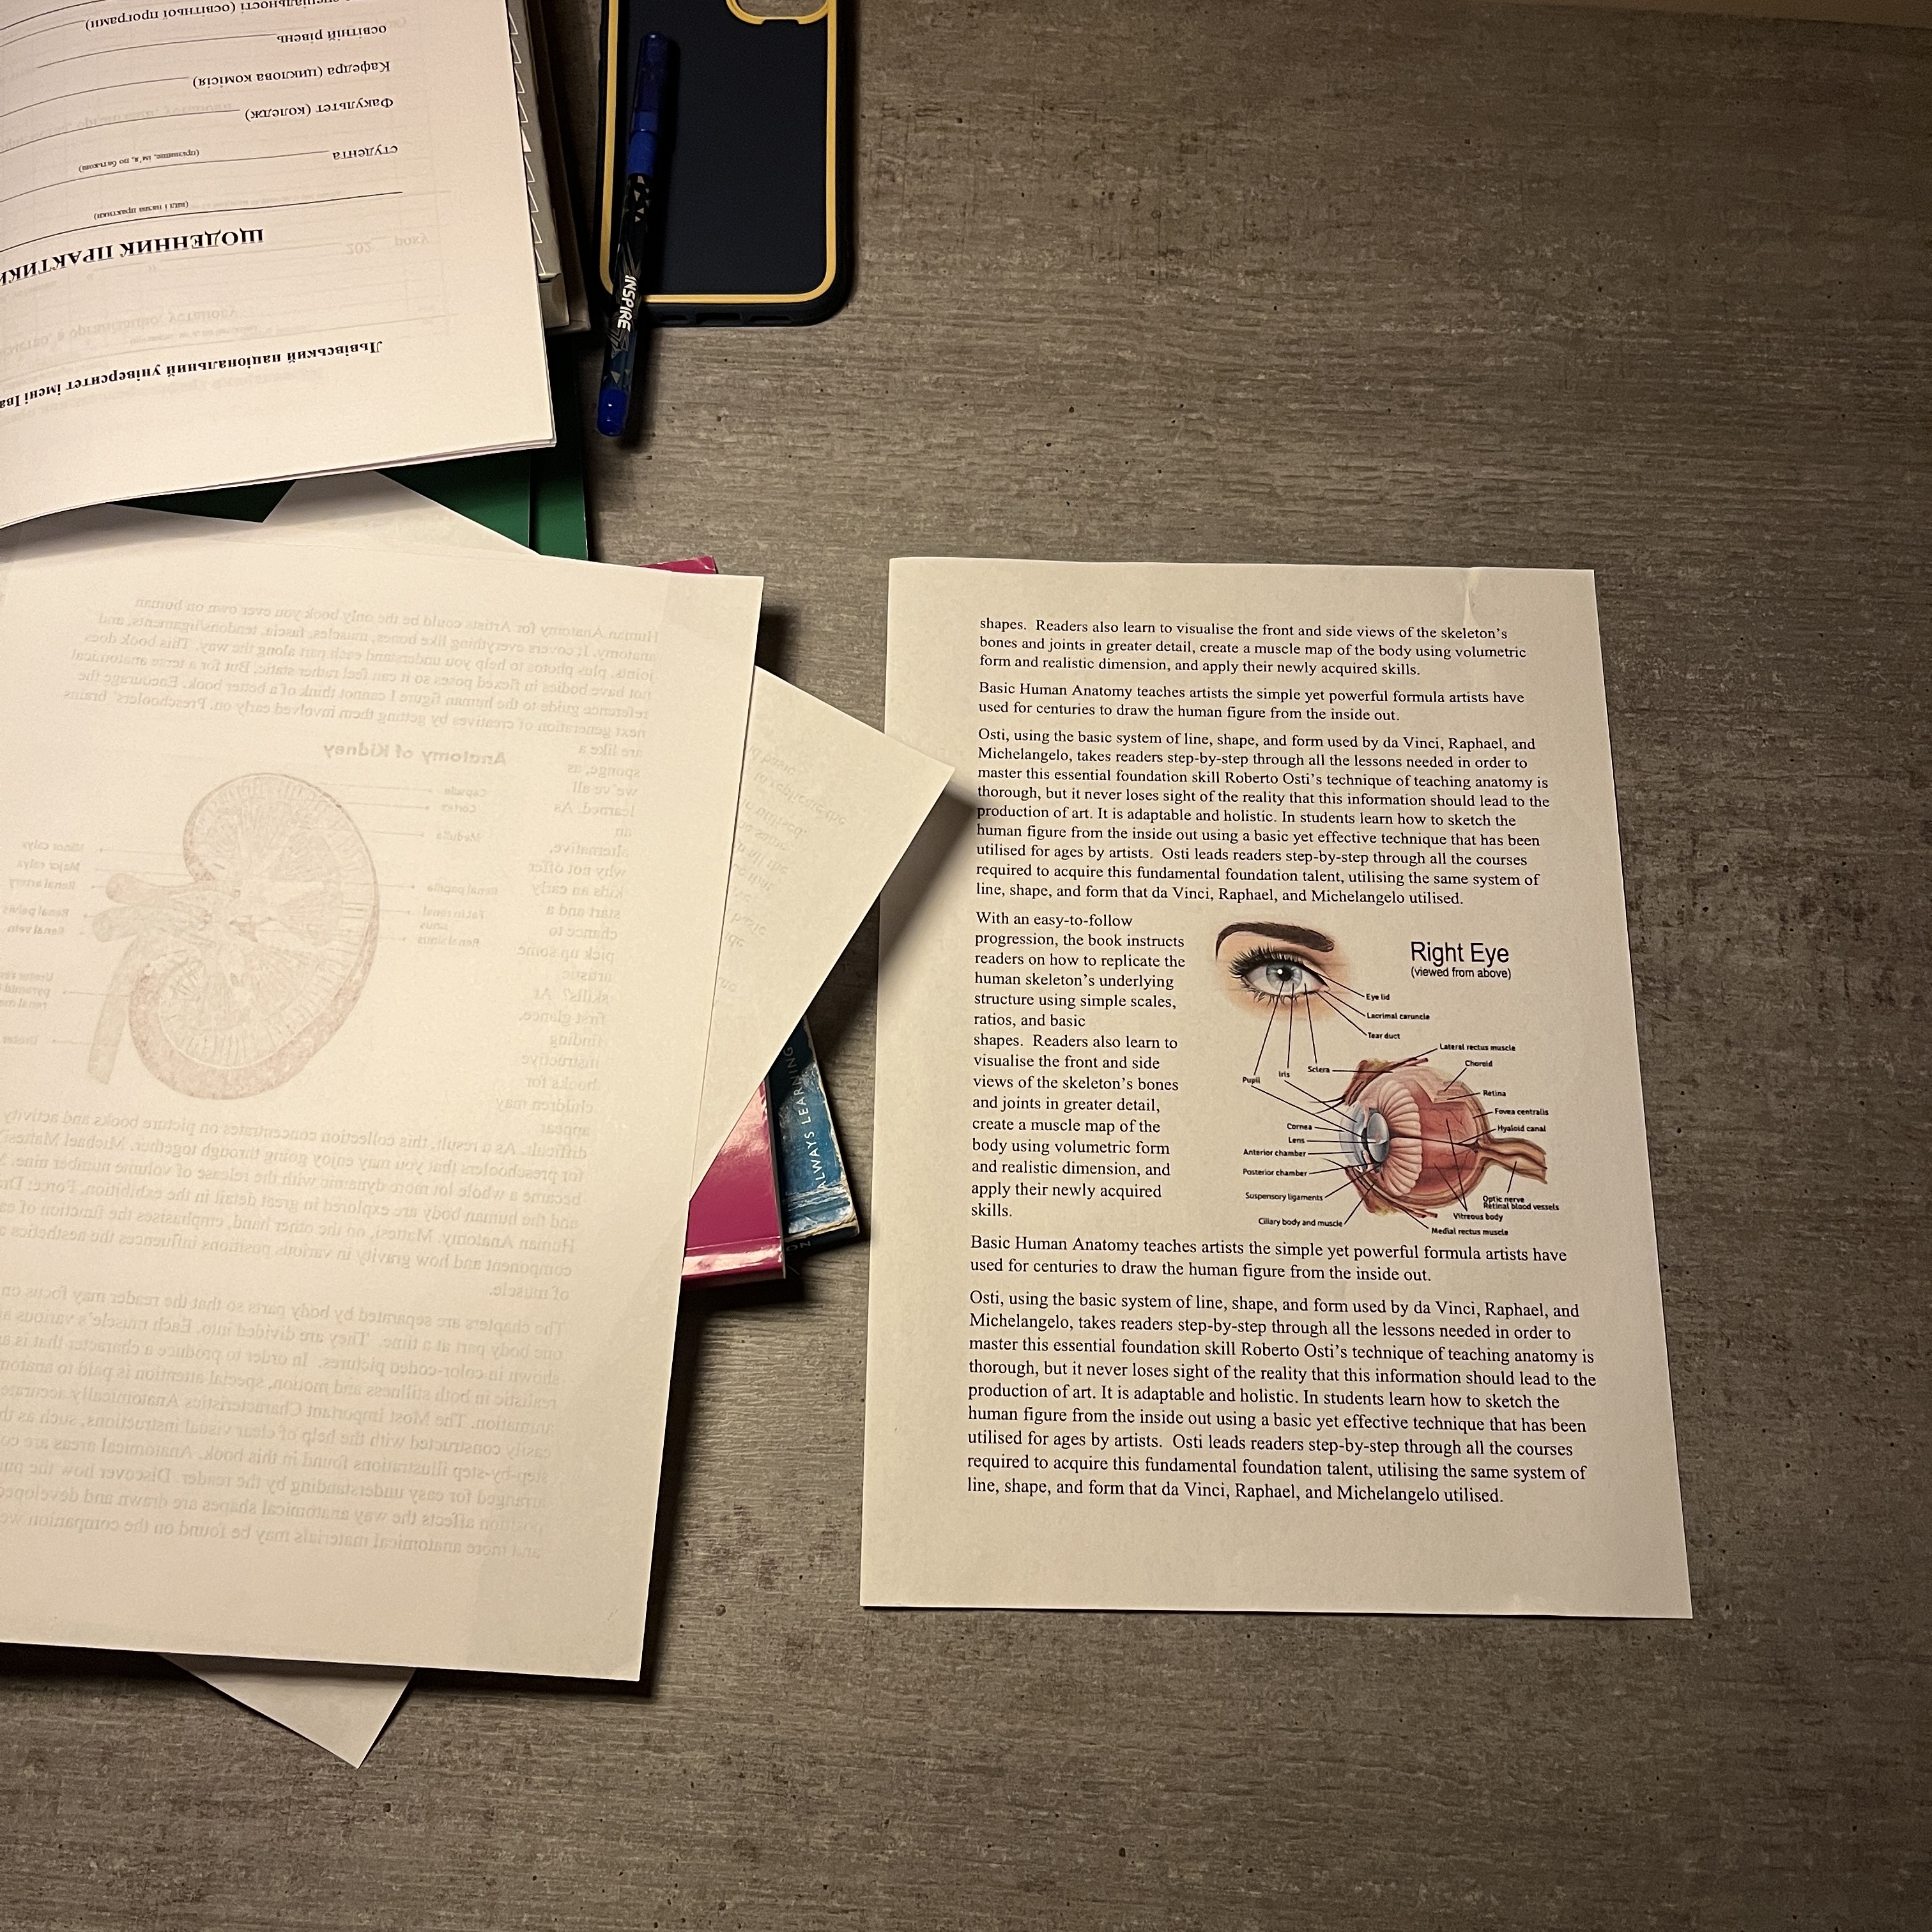 спеціальності (освітньої програми)
освітній рівень
Кафедра (циклова комісія)
Факультет (коледж)
(прізвище, ім'я, по батькові)
студента
(вид і назва практики)
ЩОДЕННИК ПРАКТИКИ
Львівський національний університет імені Іва
INSPIRE
Human Anatomy for Artists could be the only book you ever own on human
anatomy. It covers everything like bones, muscles, fascia, tendons/ligaments, and
joints, plus photos to help you understand each part along the way. This book does
not have bodies in flexed poses so it can feel rather static. But for a terse anatomical
reference guide to the human figure I cannot think of a better book. Encourage the
next generation of creatives by getting them involved early on. Preschoolers' brains
are like a
sponge, as
we've all
learned. As
an
alternative,
why not offer
kids an early
start and a
chance to
pick up some
artistic
skills? At
first glance,
finding
instructive
books for
children may
appear
Anatomy of Kidney
Capsule
Cortex
Medulla
Minor calyx
Major calyx
Renal artery
Renal pelvis
Renal vein
Renal papilla
Renal sinus
Ureter
difficult. As a result, this collection concentrates on picture books and activity
for preschoolers that you may enjoy going through together. Michael Mattesi
became a whole lot more dynamic with the release of volume number nine.
and the human body are explored in great detail in the exhibition. Force:
Human Anatomy. Mattesi, on the other hand, emphasises the function of
component and how gravity in various positions influences the aesthetics
of muscle.
The chapters are separated by body parts so that the reader may focus on
one body part at a time. They are divided into. Each muscle's various
shown in color-coded pictures. In order to produce a character that is
realistic in both stillness and motion, special attention is paid to
animation. The Most Important Characteristics Anatomically
easily constructed with the help of clear visual instructions, such as
step-by-step illustrations found in this book. Anatomical areas are
arranged for easy understanding by the reader. Discover how the
position affects the way anatomical shapes are drawn and developed
and more anatomical materials may be found on the companion
ALWAYS LEARNING
shapes. Readers also learn to visualise the front and side views of the skeleton's
bones and joints in greater detail, create a muscle map of the body using volumetric
form and realistic dimension, and apply their newly acquired skills.
Basic Human Anatomy teaches artists the simple yet powerful formula artists have
used for centuries to draw the human figure from the inside out.
Osti, using the basic system of line, shape, and form used by da Vinci, Raphael, and
Michelangelo, takes readers step-by-step through all the lessons needed in order to
master this essential foundation skill Roberto Osti's technique of teaching anatomy is
thorough, but it never loses sight of the reality that this information should lead to the
production of art. It is adaptable and holistic. In students learn how to sketch the
human figure from the inside out using a basic yet effective technique that has been
utilised for ages by artists. Osti leads readers step-by-step through all the courses
required to acquire this fundamental foundation talent, utilising the same system of
line, shape, and form that da Vinci, Raphael, and Michelangelo utilised.
With an easy-to-follow
progression, the book instructs
readers on how to replicate the
human skeleton's underlying
structure using simple scales,
ratios, and basic
shapes. Readers also learn to
visualise the front and side
views of the skeleton's bones
and joints in greater detail,
create a muscle map of the
body using volumetric form
and realistic dimension, and
apply their newly acquired
skills.
Right Eye
(viewed from above)
Eye lid
Lacrimal caruncle
Tear duct
Lateral rectus muscle
Choroid
Sclera
Iris
Pupil
Retina
Fovea centralis
Hyaloid canal
Cornea
Lens
Anterior chamber
Posterior chamber
Suspensory ligaments
Ciliary body and muscle
Optic nerve
Retinal blood vessels
Vitreous body
Medial rectus muscle
Basic Human Anatomy teaches artists the simple yet powerful formula artists have
used for centuries to draw the human figure from the inside out.
Osti, using the basic system of line, shape, and form used by da Vinci, Raphael, and
Michelangelo, takes readers step-by-step through all the lessons needed in order to
master this essential foundation skill Roberto Osti's technique of teaching anatomy is
thorough, but it never loses sight of the reality that this information should lead to the
production of art. It is adaptable and holistic. In students learn how to sketch the
human figure from the inside out using a basic yet effective technique that has been
utilised for ages by artists. Osti leads readers step-by-step through all the courses
required to acquire this fundamental foundation talent, utilising the same system of
line, shape, and form that da Vinci, Raphael, and Michelangelo utilised.